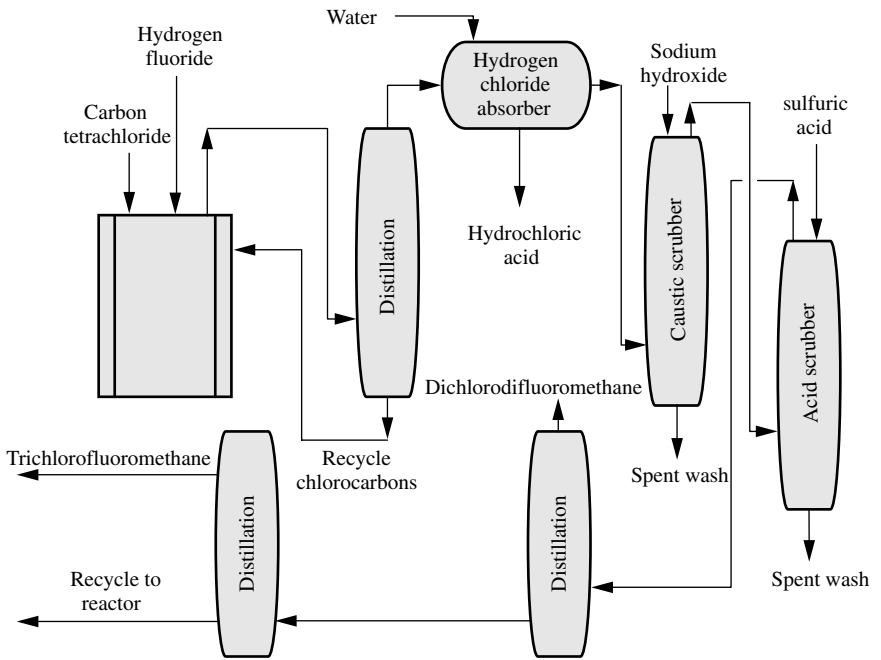 Water
Hydrogen
fluoride
Carbon
tetrachloride
Hydrogen
chloride
absorber
Sodium
hydroxide
sulfuric
acid
Distillation
Hydrochloric
acid
Caustic scrubber
Acid scrubber
Dichlorodifluoromethane
Trichlorofluoromethane
Recycle
chlorocarbons
Spent wash
Distillation
Distillation
Recycle to
reactor
Spent wash